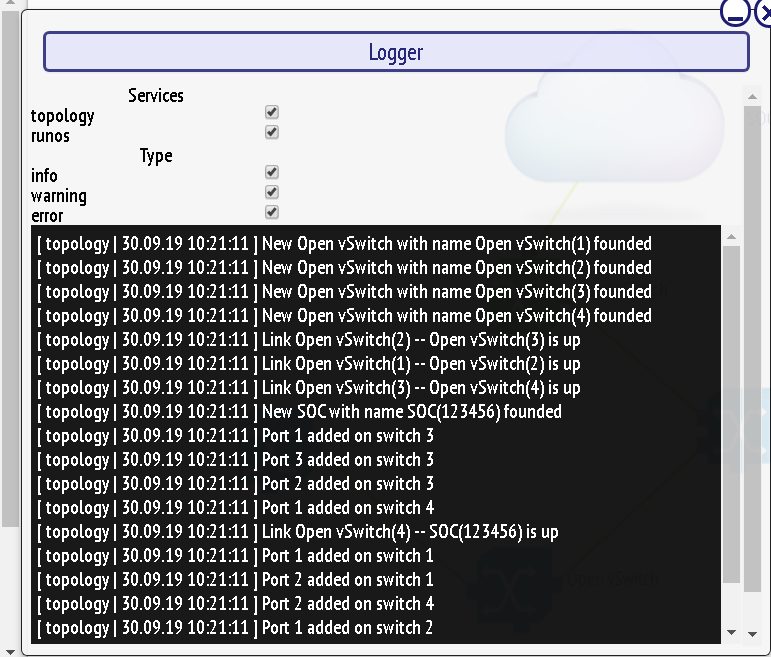 Logger
Services
topology
runos
Type
info
warning
error
[ topology | 30.09.19 10:21:11 ] New Open vSwitch with name Open vSwitch(1) founded
[ topology | 30.09.19 10:21:11 ] New Open vSwitch with name Open vSwitch(2) founded
[ topology | 30.09.19 10:21:11 ] New Open vSwitch with name Open vSwitch(3) founded
[ topology | 30.09.19 10:21:11 ] New Open vSwitch with name Open vSwitch(4) founded
[ topology | 30.09.19 10:21:11 ] Link Open vSwitch(2) -- Open vSwitch(3) is up
[ topology | 30.09.19 10:21:11 ] Link Open vSwitch(1) -- Open vSwitch(2) is up
[ topology | 30.09.19 10:21:11 ] Link Open vSwitch(3) -- Open vSwitch(4) is up
[ topology | 30.09.19 10:21:11 ] New SOC with name SOC(123456) founded
[ topology | 30.09.19 10:21:11 ] Port 1 added on switch 3
[ topology | 30.09.19 10:21:11 ] Port 3 added on switch 3
[ topology | 30.09.19 10:21:11 ] Port 2 added on switch 3
[ topology | 30.09.19 10:21:11 ] Port 1 added on switch 4
[ topology | 30.09.19 10:21:11 ] Link Open vSwitch(4) -- SOC(123456) is up
[ topology | 30.09.19 10:21:11 ] Port 1 added on switch 1
[ topology | 30.09.19 10:21:11 ] Port 2 added on switch 1
[ topology | 30.09.19 10:21:11 ] Port 2 added on switch 4
[ topology | 30.09.19 10:21:11 ] Port 1 added on switch 2